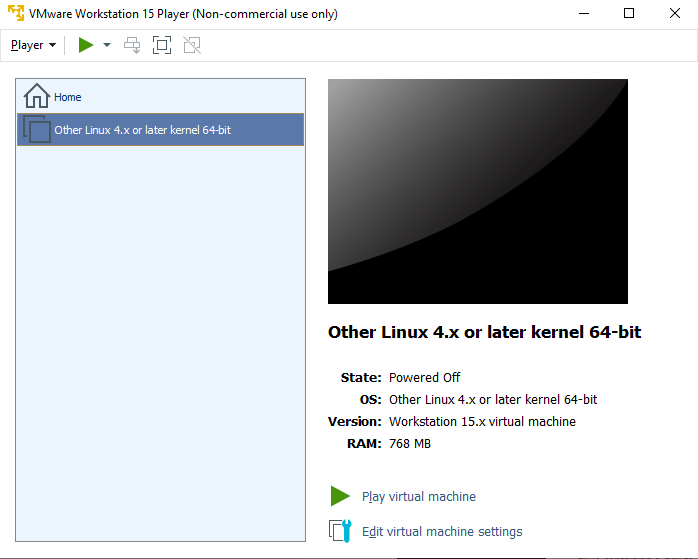 VMware Workstation 15 Player (Non-commercial use only)
Player
Home
Other Linux 4.x or later kernel 64-bit
Other Linux 4.x or later kernel 64-bit
State: Powered Off
OS: Other Linux 4.x or later kernel 64-bit
Version: Workstation 15.x virtual machine
RAM: 768 MB
Play virtual machine
Edit virtual machine settings